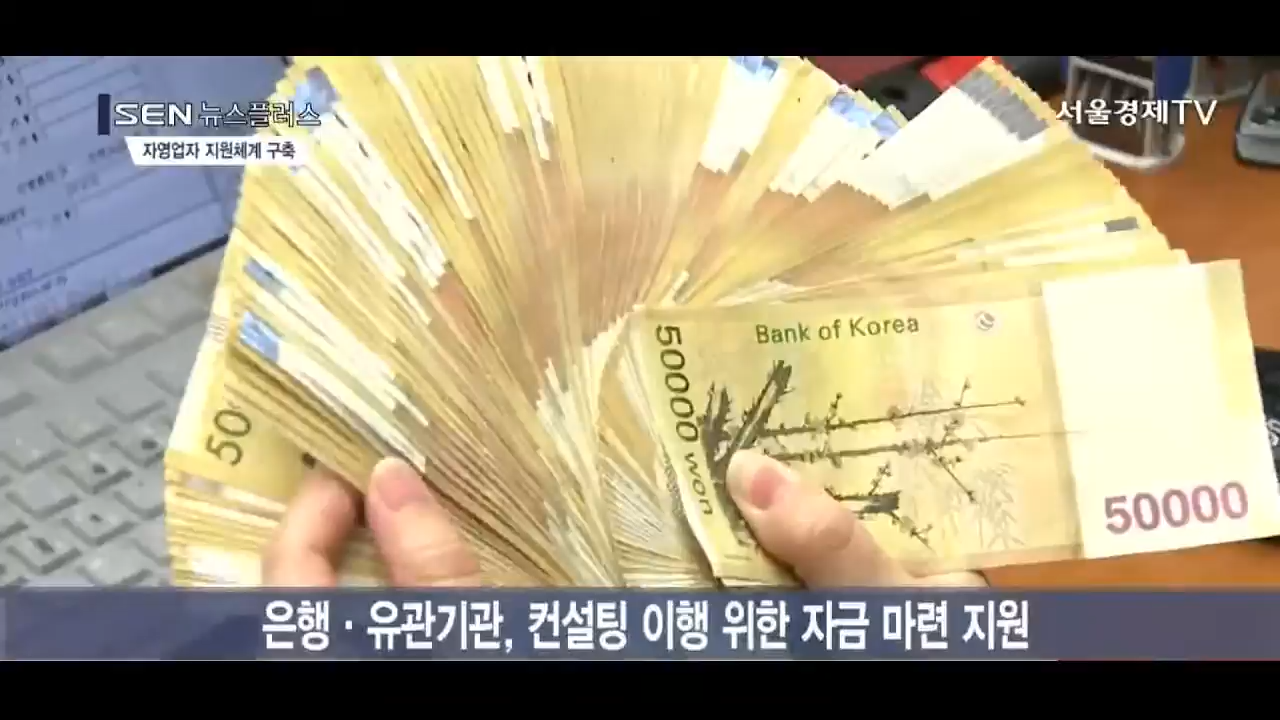 SEN 뉴스플러스
서울경제TV
자영업자 지원체계 구축
Bank of Korea
50000 won
50
50000
은행·유관기관, 컨설팅 이행 위한 자금 마련 지원